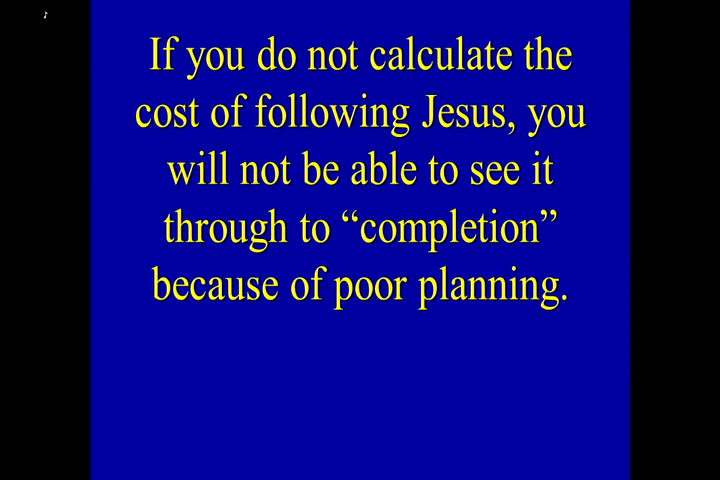 ♪
If you do not calculate the
cost of following Jesus, you
will not be able to see it
through to “completion”
because of poor planning.